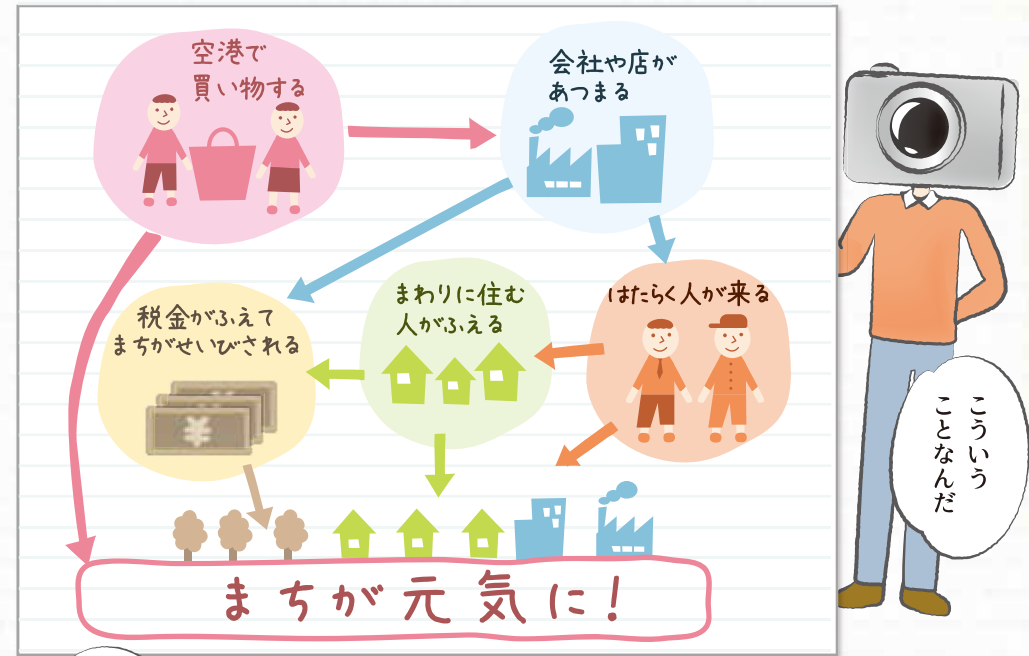 空港で
買い物する
会社や店が
あつまる
税金がふえて
まちがせいびされる
¥
まわりに住む
人がふえる
はたらく人が来る
まちが元気に!
こういう
ことなんだ